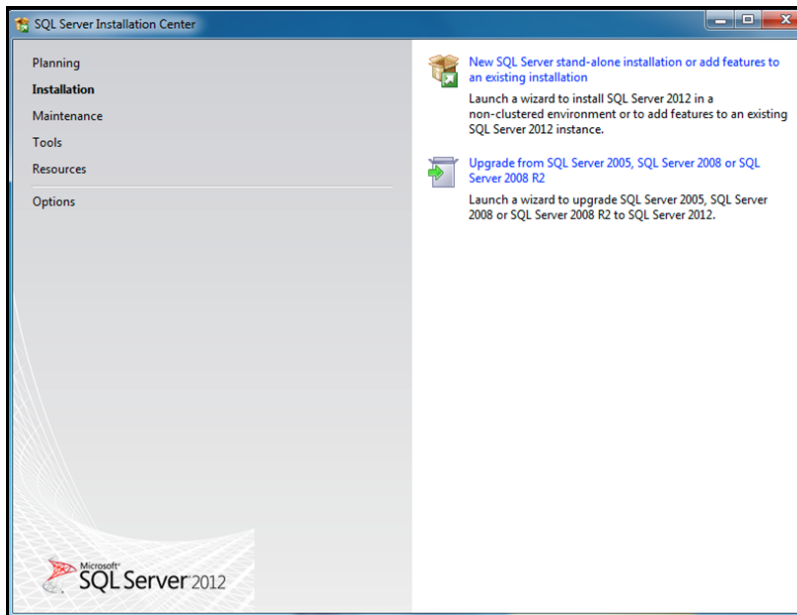 SQL Server Installation Center
Planning
Installation
Maintenance
Tools
Resources
Options
New SQL Server stand-alone installation or add features to
an existing installation
Launch a wizard to install SQL Server 2012 in a
non-clustered environment or to add features to an existing
SQL Server 2012 instance.
Upgrade from SQL Server 2005, SQL Server 2008 or SQL
Server 2008 R2
Launch a wizard to upgrade SQL Server 2005, SQL Server
2008 or SQL Server 2008 R2 to SQL Server 2012.
Microsoft®
SQL Server 2012